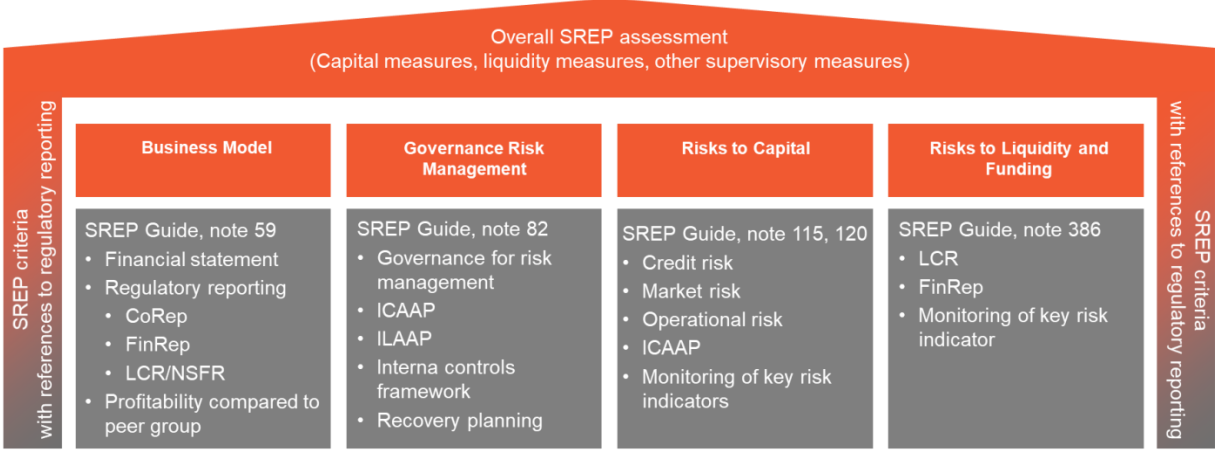 Overall SREP assessment
(Capital measures, liquidity measures, other supervisory measures)
SREP criteria
with references to regulatory reporting
Business Model
SREP Guide, note 59
• Financial statement
• Regulatory reporting
• CoRep
• FinRep
• LCR/NSFR
• Profitability compared to
peer group
Governance Risk
Management
SREP Guide, note 82
• Governance for risk
management
• ICAAP
• ILAAP
• Interna controls
framework
• Recovery planning
Risks to Capital
SREP Guide, note 115, 120
• Credit risk
• Market risk
• Operational risk
• ICAAP
• Monitoring of key risk
indicators
Risks to Liquidity and
Funding
SREP Guide, note 386
• LCR
• FinRep
• Monitoring of key risk
indicator
SREP criteria
with references to regulatory reporting